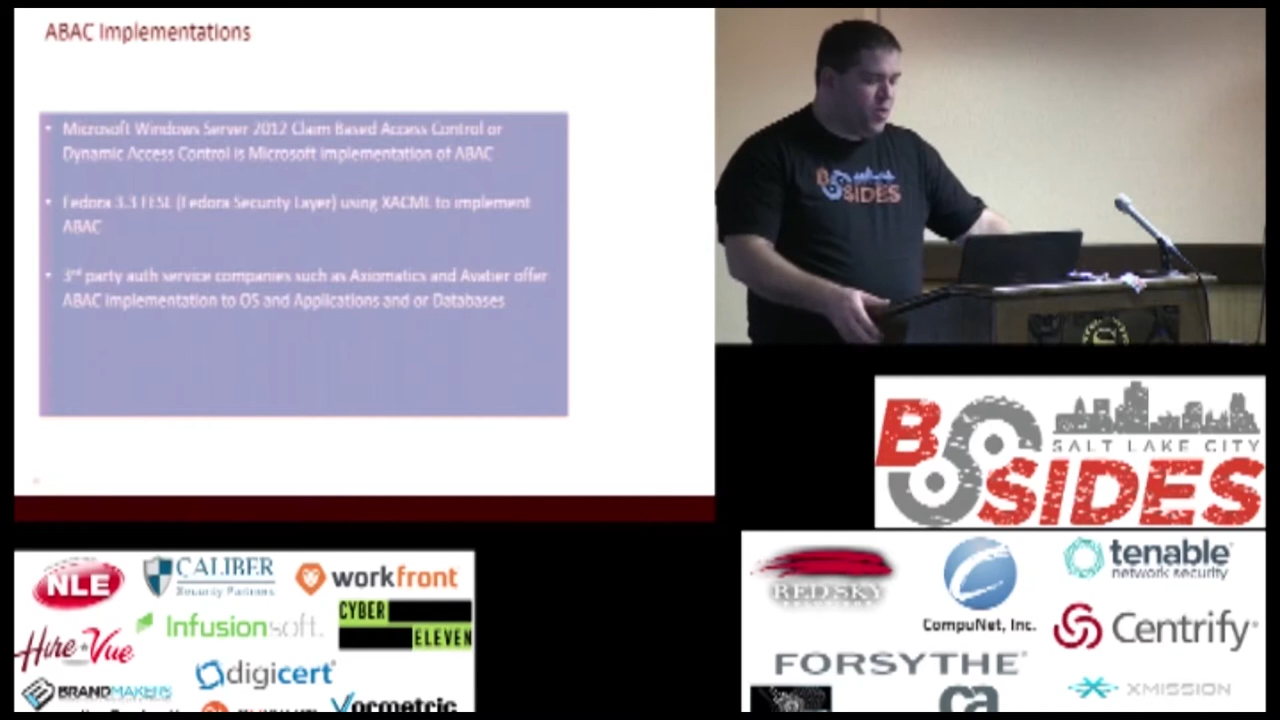 ABAC Implementations
• Microsoft Windows Server 2012 Claim Based Access Control or
Dynamic Access Control is Microsoft implementation of ABAC
• Fedora 3.3 FESL (Fedora Security Layer) using XACML to implement
ABAC
• 3rd party auth service companies such as Axiomatics and Avatier offer
ABAC implementation to OS and Applications and or Databases
B SIDES
BSIDES
SALT LAKE CITY
NLE
CALIBER
Security Partners
workfront
infusionsoft.
CYBER
ELEVEN
Hire Vue
digicert
BRANDMAKERS
Vormetric
RED SKY
CompuNet, Inc.
tenable
network security
Centrify
FORSYTHE
ca
XMISSION